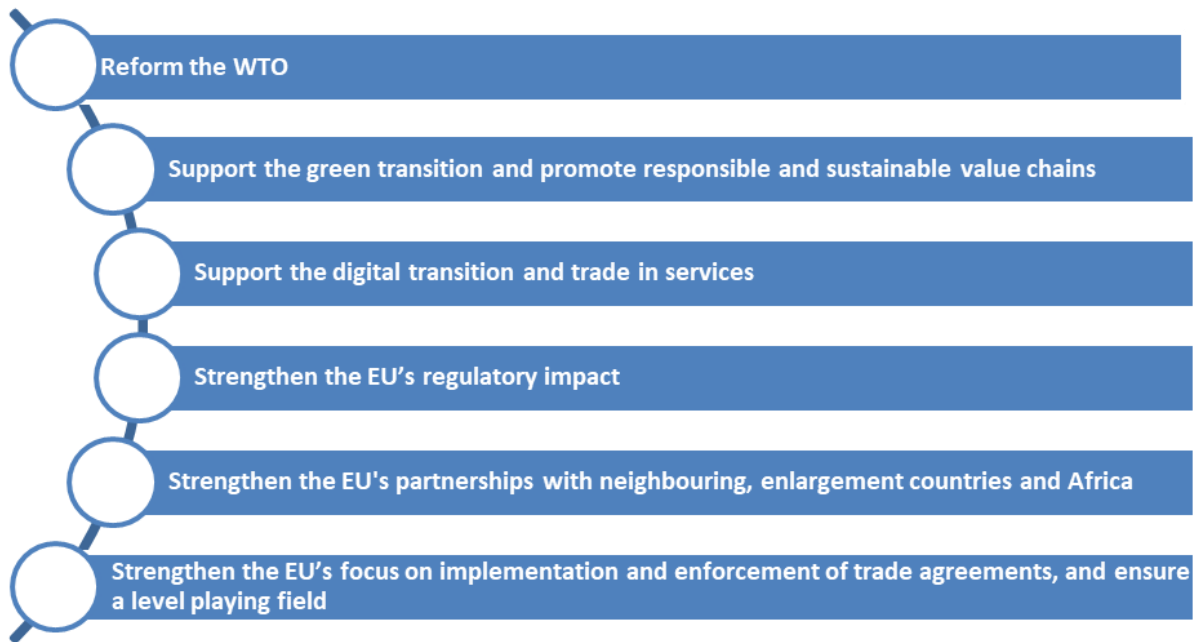 Reform the WTO
Support the green transition and promote responsible and sustainable value chains
Support the digital transition and trade in services
Strengthen the EU’s regulatory impact
Strengthen the EU's partnerships with neighbouring, enlargement countries and Africa
Strengthen the EU’s focus on implementation and enforcement of trade agreements, and ensure
a level playing field